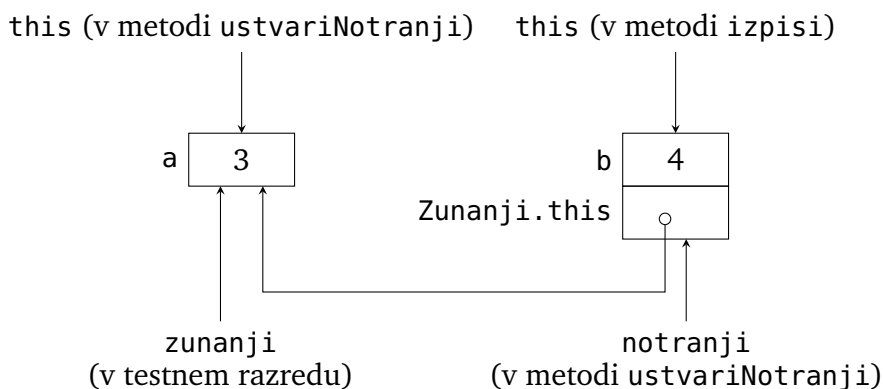 this (v metodi ustvariNotranji) this (v metodi izpisi)
a 3 b 4
Zunanji.this
zunanji notranji
(v testnem razredu) (v metodi ustvariNotranji)